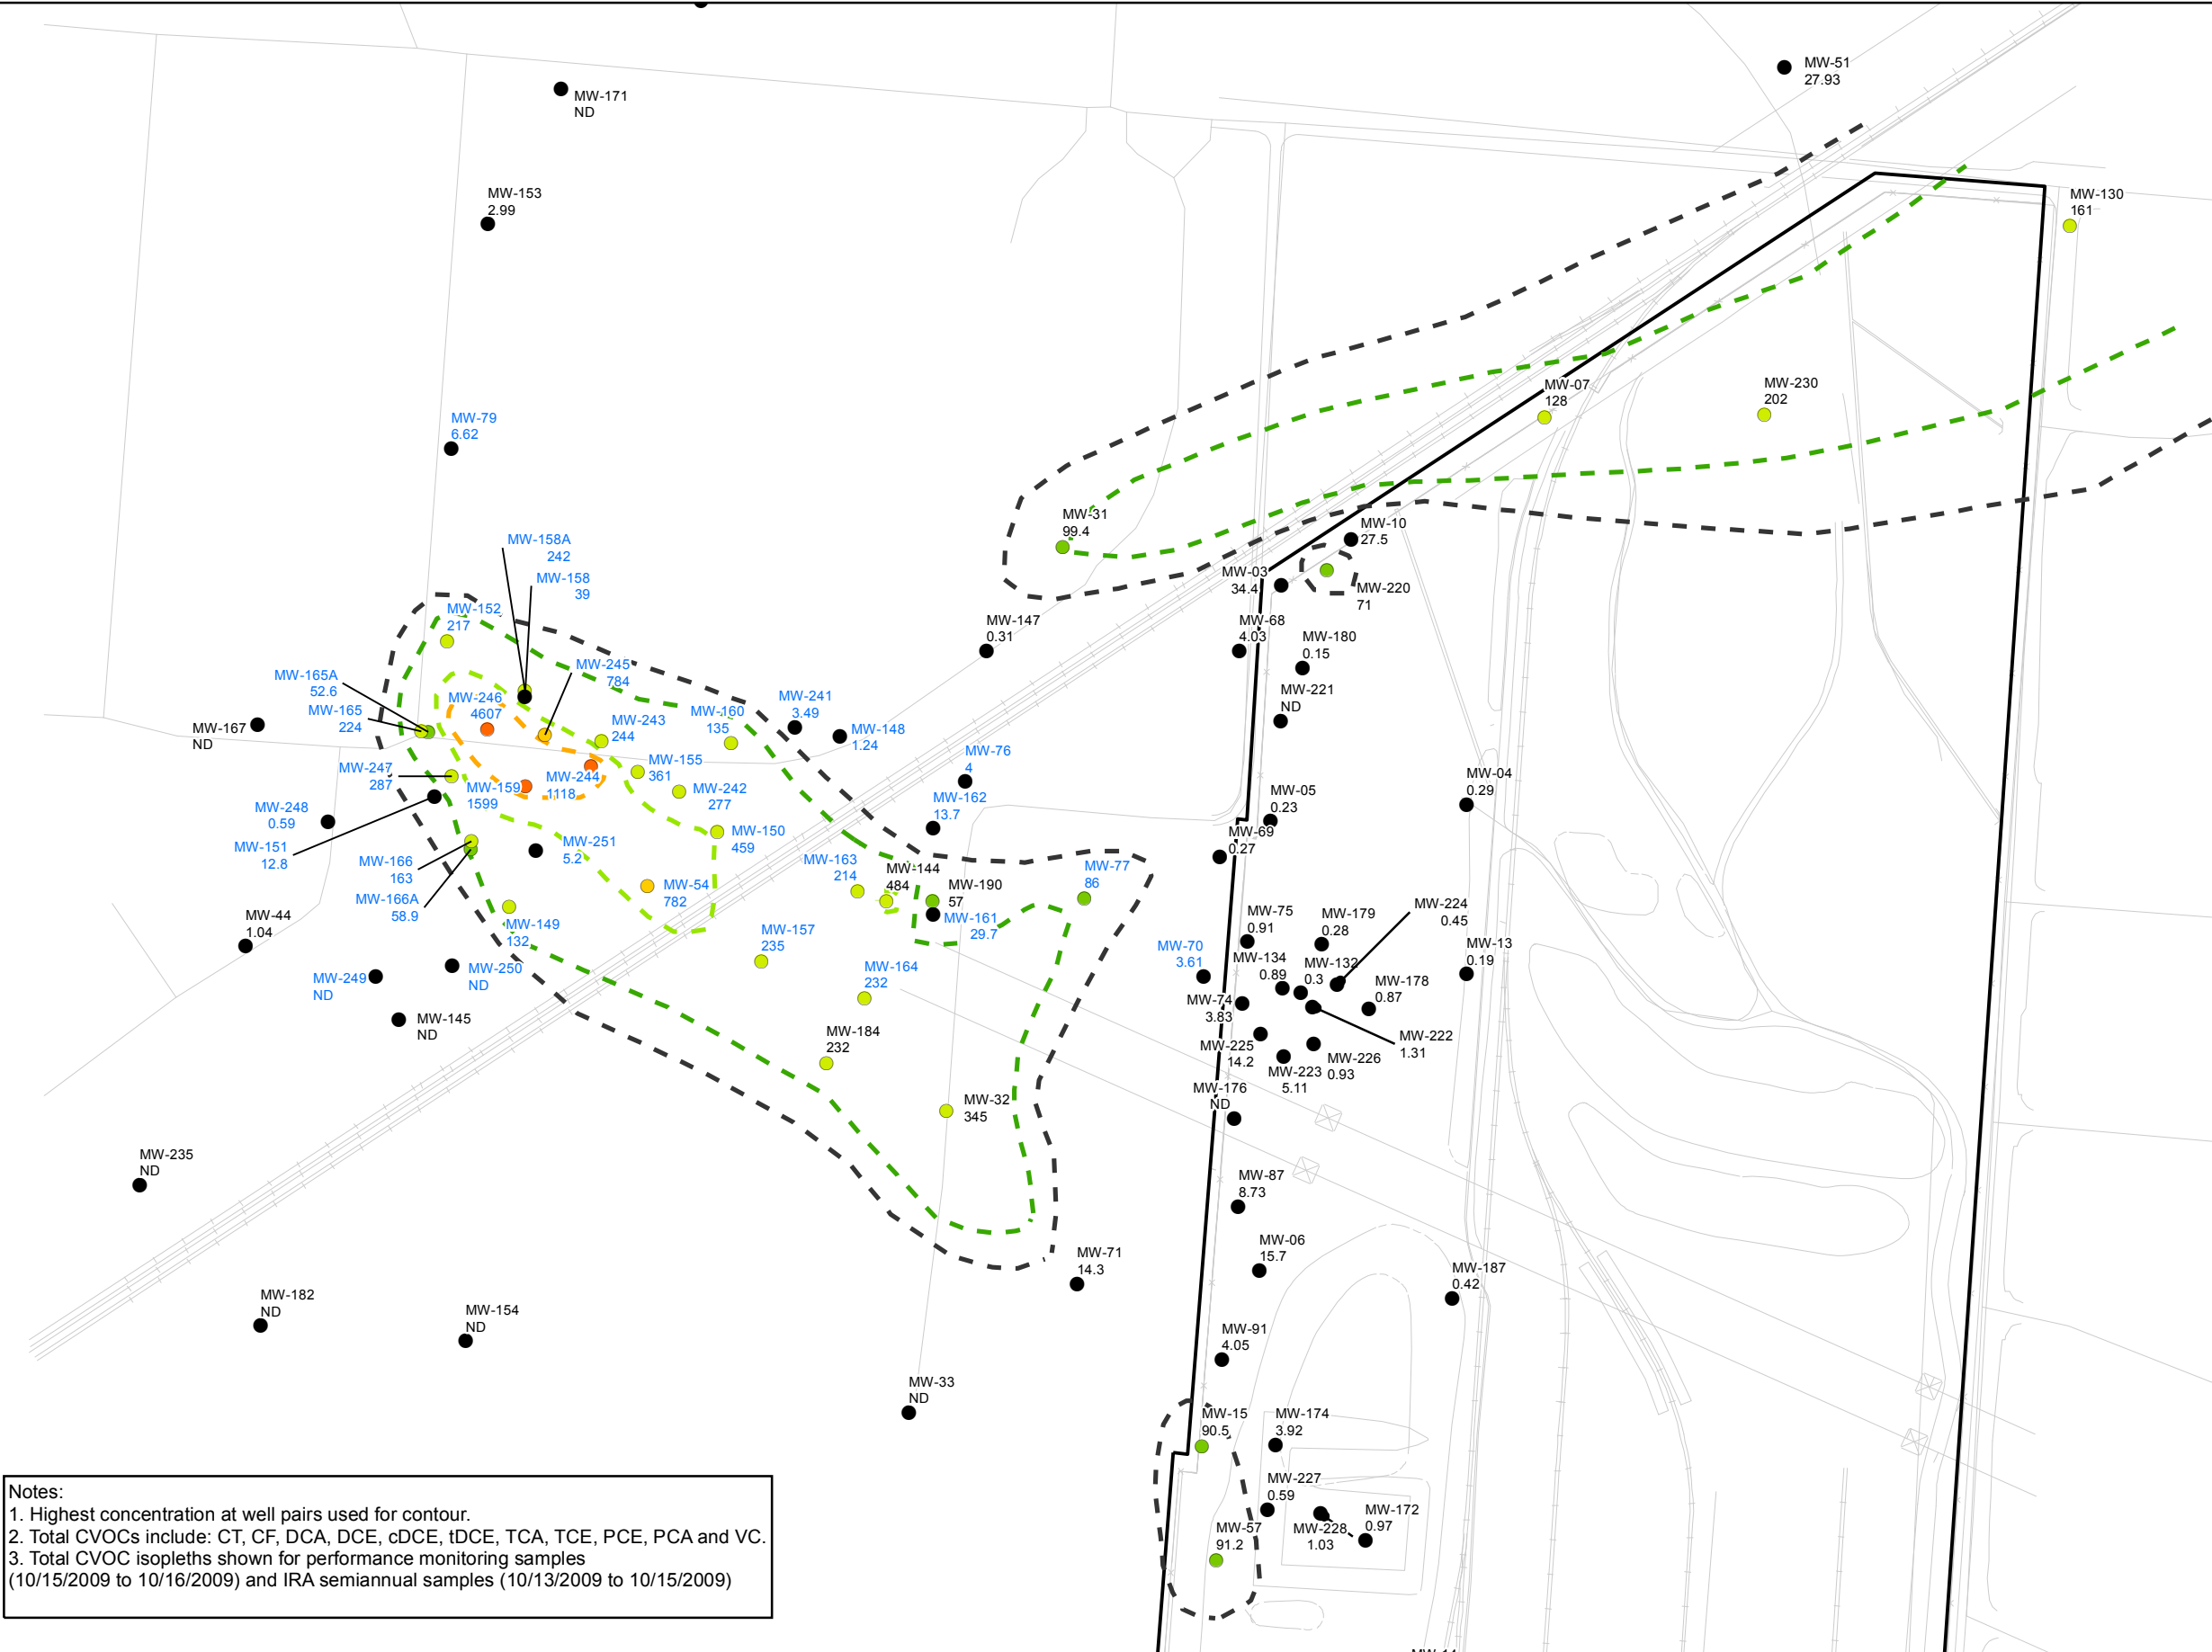 MW-51
27.93
MW-171
ND
MW-153
2.99
MW-130
161
MW-79
6.62
MW-07
128
MW-230
202
MW-31
99.4
MW-10
27.5
MW-158A
242
MW-158
39
MW-03
34.4
MW-220
71
MW-152
217
MW-147
0.31
MW-68
4.03
MW-180
0.15
MW-245
784
MW-165A
52.6
MW-165
224
MW-246
4607
MW-241
3.49
MW-221
ND
MW-160
135
MW-243
244
MW-167
ND
MW-148
1.24
MW-76
4
MW-155
361
MW-247
287
MW-159
1599
MW-244
1118
MW-242
277
MW-04
0.29
MW-05
0.23
MW-162
13.7
MW-248
0.59
MW-150
459
MW-69
0.27
MW-151
12.8
MW-251
5.2
MW-166
163
MW-163
214
MW-144
484
MW-77
86
MW-54
782
MW-190
57
MW-166A
58.9
MW-224
0.45
MW-44
1.04
MW-149
132
MW-161
29.7
MW-75
0.91
MW-179
0.28
MW-157
235
MW-70
3.61
MW-13
0.19
MW-134
0.89
MW-132
0.3
MW-249
ND
MW-250
ND
MW-164
232
MW-178
0.87
MW-74
3.83
MW-145
ND
MW-184
232
MW-222
1.31
MW-225
14.2
MW-226
0.93
MW-223
5.11
MW-176
ND
MW-32
345
MW-235
ND
MW-87
8.73
MW-71
14.3
MW-06
15.7
MW-187
0.42
MW-182
ND
MW-154
ND
MW-91
4.05
MW-33
ND
MW-15
90.5
MW-174
3.92
MW-227
0.59
MW-57
91.2
MW-228
1.03
MW-172
0.97
Notes:
1. Highest concentration at well pairs used for contour.
2. Total CVOCs include: CT, CF, DCA, DCE, cDCE, tDCE, TCA, TCE, PCE, PCA and VC.
3. Total CVOC isopleths shown for performance monitoring samples
(10/15/2009 to 10/16/2009) and IRA semiannual samples (10/13/2009 to 10/15/2009)